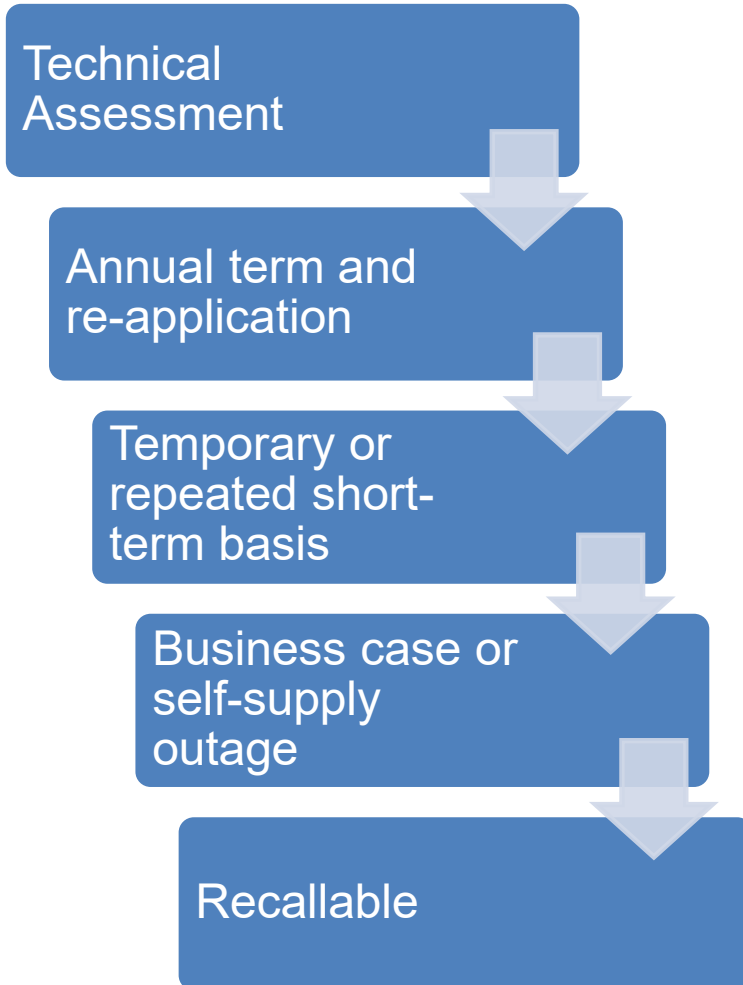 Technical
Assessment
Annual term and
re-application
Temporary or
repeated short-
term basis
Business case or
self-supply
outage
Recallable